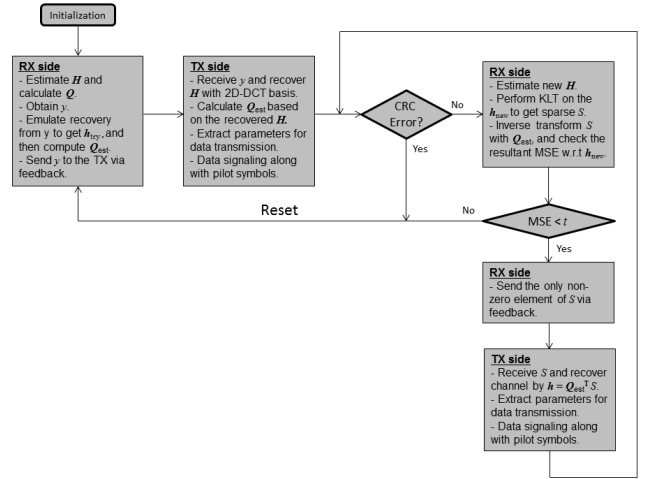 Initialization
RX side
- Estimate H and
calculate Q.
- Obtain y.
- Emulate recovery
from y to get htry, and
then compute
Qest.
- Send y to the TX via
feedback.
TX side
- Receive y and recover
H with 2D-DCT basis.
- Calculate Qest based
on the recovered H.
- Extract parameters for
data transmission.
- Data signaling along
with pilot symbols.
CRC
Error?
No
Yes
RX side
- Estimate new H.
- Perform KLT on the
hnew to get sparse S.
- Inverse transform S
with Qest, and check the
resultant MSE w.r.t hnew.
Reset
No
MSE < t
Yes
RX side
- Send the only non-
zero element of S via
feedback.
TX side
- Receive S and recover
channel by h = QestT S.
- Extract parameters for
data transmission.
- Data signaling along
with pilot symbols.